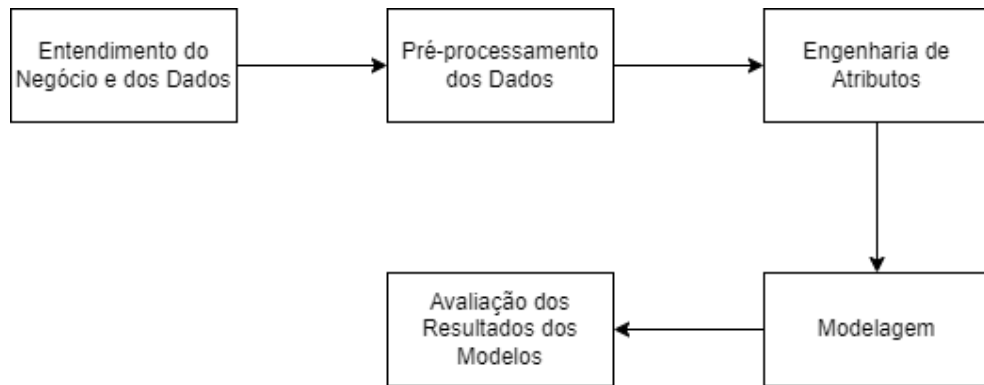 Entendimento do
Negócio e dos Dados
Pré-processamento
dos Dados
Engenharia de
Atributos
Modelagem
Avaliação dos
Resultados dos
Modelos